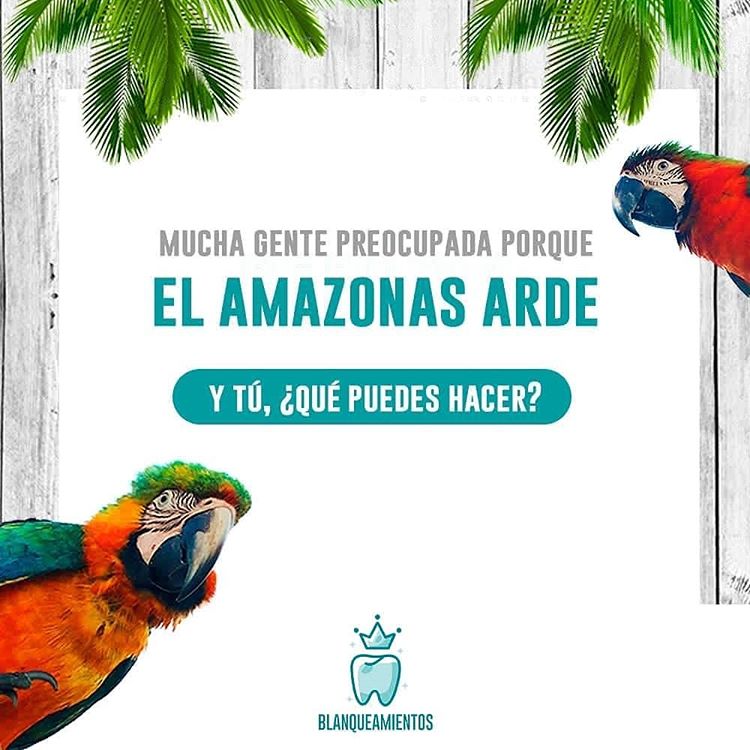 MUCHA GENTE PREOCUPADA PORQUE
EL AMAZONAS ARDE
Y TÚ, ¿QUÉ PUEDES HACER?
BLANQUEAMIENTOS